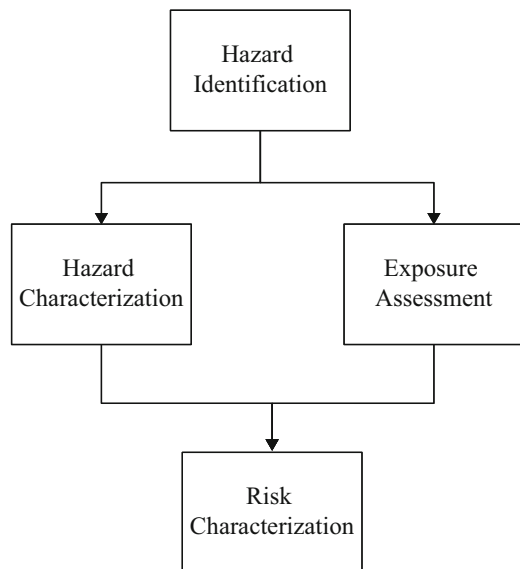 Hazard
Identification
Hazard
Characterization
Exposure
Assessment
Risk
Characterization